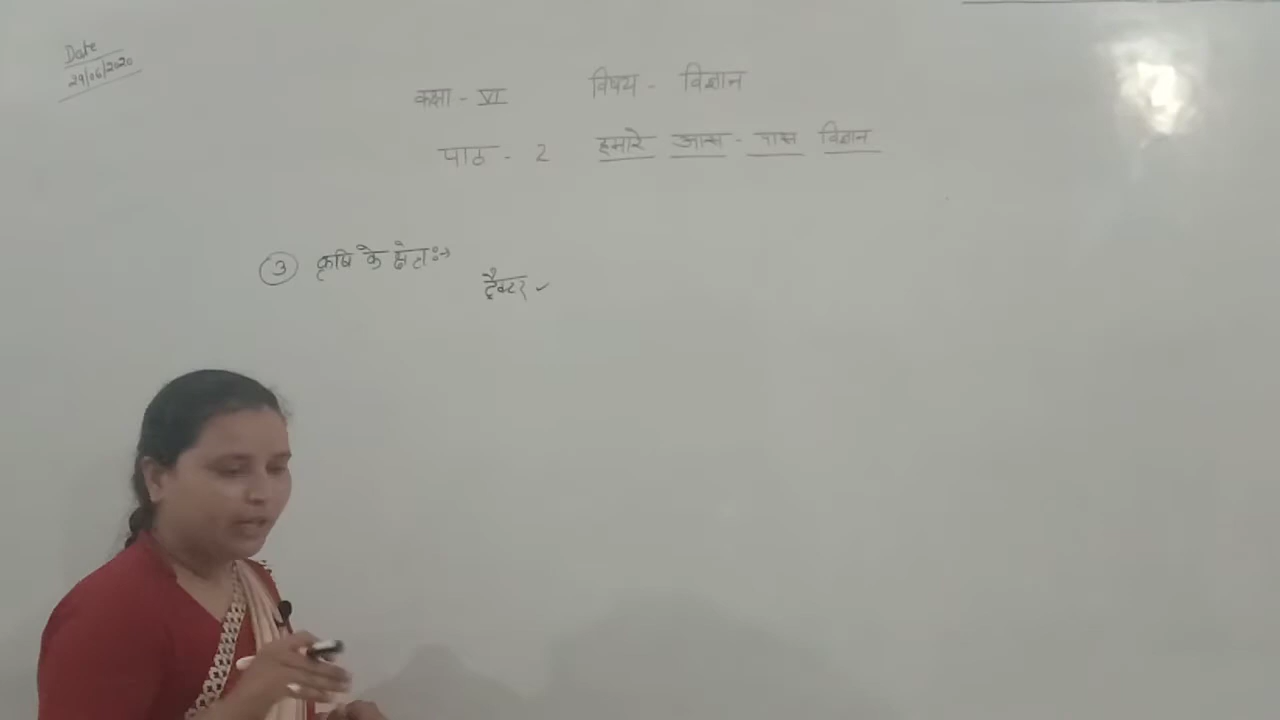 Date
29/06/2020
कक्षा - VI विषय - विज्ञान
पाठ - 2 हमारे आस - पास विज्ञान
③ कृषि के क्षेत्र :→
ट्रैक्टर ✓